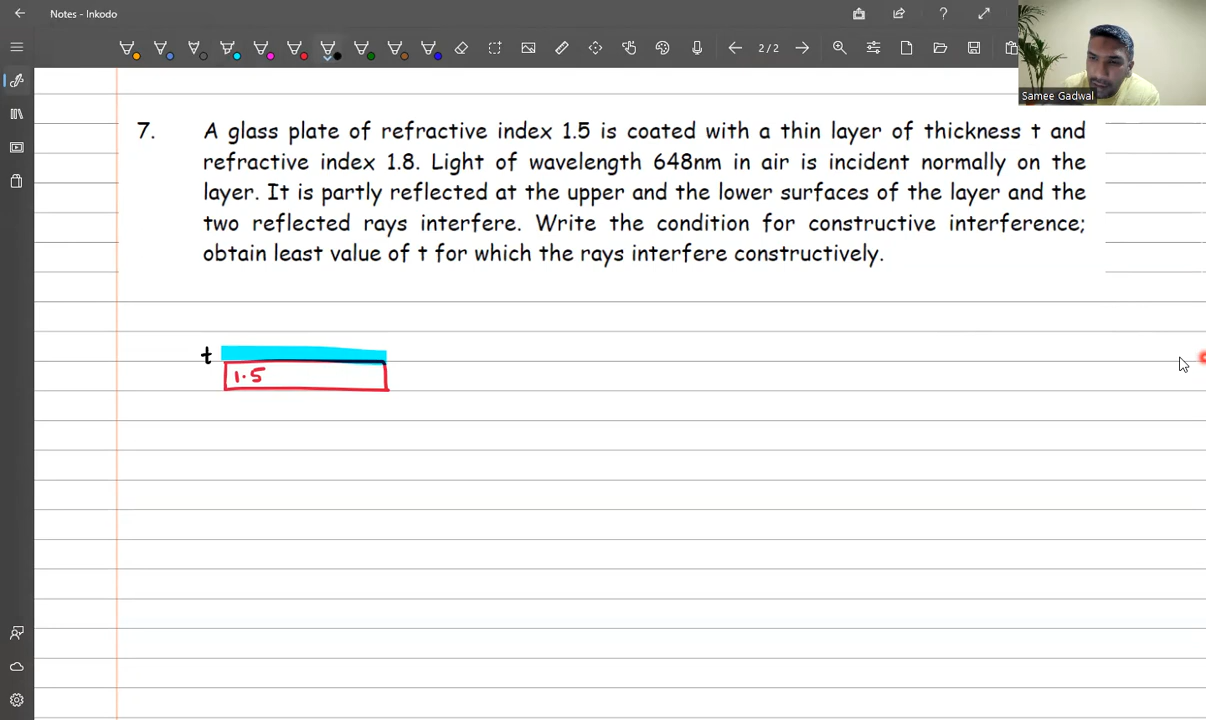 Notes - Inkodo
2/2
Samee Gadwal
7. A glass plate of refractive index 1.5 is coated with a thin layer of thickness t and
refractive index 1.8. Light of wavelength 648nm in air is incident normally on the
layer. It is partly reflected at the upper and the lower surfaces of the layer and the
two reflected rays interfere. Write the condition for constructive interference;
obtain least value of t for which the rays interfere constructively.
t
1.5